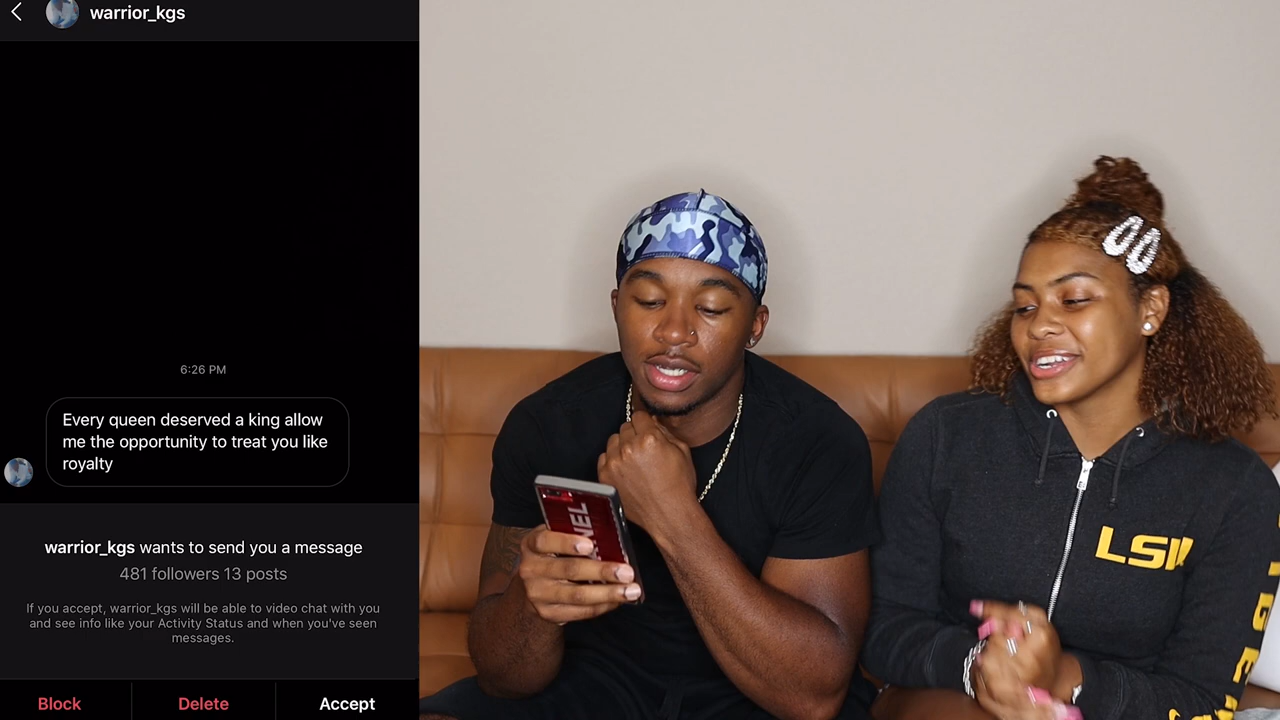 warrior_kgs
6:26 PM
Every queen deserved a king allow
me the opportunity to treat you like
royalty
warrior_kgs wants to send you a message
481 followers 13 posts
If you accept, warrior_kgs will be able to video chat with you
and see info like your Activity Status and when you've seen
messages.
Block
Delete
Accept
NEL
LSU